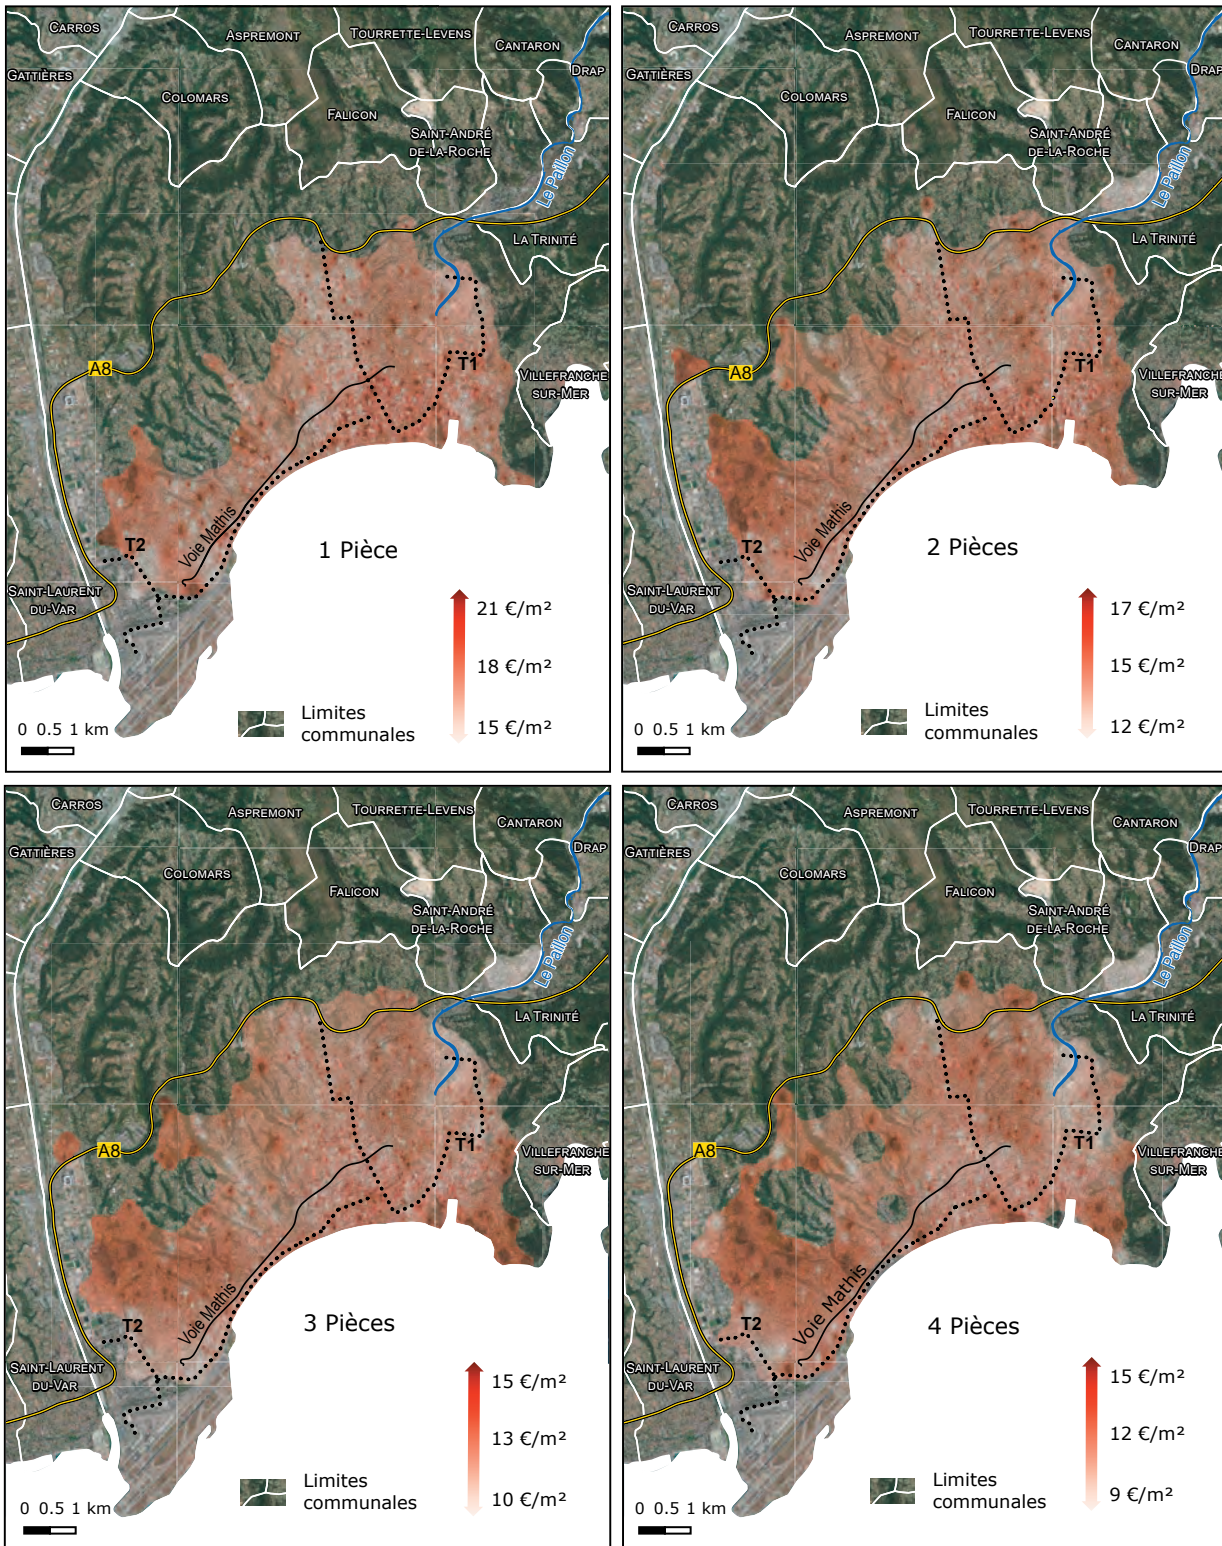 CARROS
ASPREMONT
TOURRETTE-LEVENS
CANTARON
GATTIÈRES
DRAP
COLOMARS
FALICON
SAINT-ANDRÉ
DE-LA-ROCHE
Le Paillon
LA TRINITÉ
A8
T1
VILLEFRANCHE
SUR-MER
Voie Mathis
T2
1 Pièce
SAINT-LAURENT
DU-VAR
21 €/m²
18 €/m²
15 €/m²
Limites
communales
0 0.5 1 km
CARROS
ASPREMONT
TOURRETTE-LEVENS
CANTARON
GATTIÈRES
DRAP
COLOMARS
FALICON
SAINT-ANDRÉ
DE-LA-ROCHE
Le Paillon
LA TRINITÉ
A8
T1
VILLEFRANCHE
SUR-MER
Voie Mathis
T2
2 Pièces
SAINT-LAURENT
DU-VAR
17 €/m²
15 €/m²
12 €/m²
Limites
communales
0 0.5 1 km
CARROS
ASPREMONT
TOURRETTE-LEVENS
CANTARON
GATTIÈRES
DRAP
COLOMARS
FALICON
SAINT-ANDRÉ
DE-LA-ROCHE
Le Paillon
LA TRINITÉ
A8
T1
VILLEFRANCHE
SUR-MER
Voie Mathis
T2
3 Pièces
SAINT-LAURENT
DU-VAR
15 €/m²
13 €/m²
10 €/m²
Limites
communales
0 0.5 1 km
CARROS
ASPREMONT
TOURRETTE-LEVENS
CANTARON
GATTIÈRES
DRAP
COLOMARS
FALICON
SAINT-ANDRÉ
DE-LA-ROCHE
Le Paillon
LA TRINITÉ
A8
T1
VILLEFRANCHE
SUR-MER
Voie Mathis
T2
4 Pièces
SAINT-LAURENT
DU-VAR
15 €/m²
12 €/m²
9 €/m²
Limites
communales
0 0.5 1 km